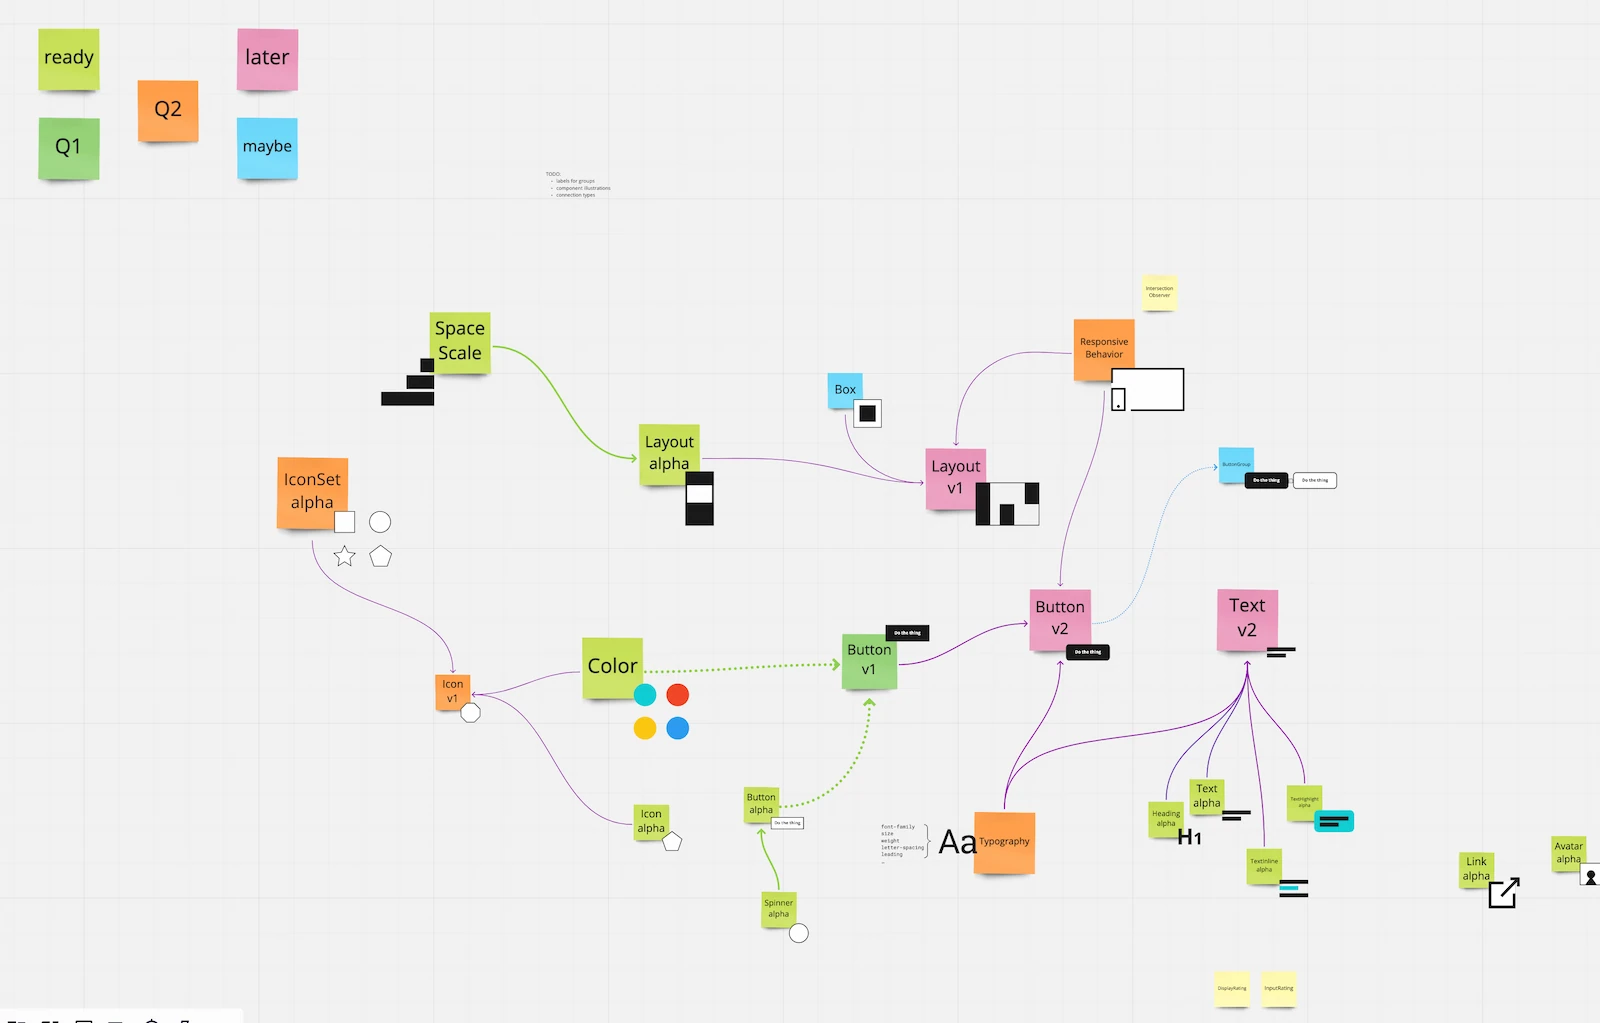 ready
later
Q2
Q1
maybe
TODO:
- labels for groups
- component illustrations
- connection types
Intersection
Observer
Space
Scale
Responsive
Behavior
Box
Layout
alpha
Layout
v1
ButtonGroup
Do the thing
Do the thing
IconSet
alpha
Button
v2
Do the thing
Text
v2
Do the thing
Button
v1
Color
Icon
v1
Button
alpha
Do the thing
Icon
alpha
font-family
size
weight
letter-spacing
leading
Aa
Typography
Text
alpha
Heading
alpha
H1
TextHighlight
alpha
TextInline
alpha
Link
alpha
Avatar
alpha
Spinner
alpha
DisplayRating
InputRating